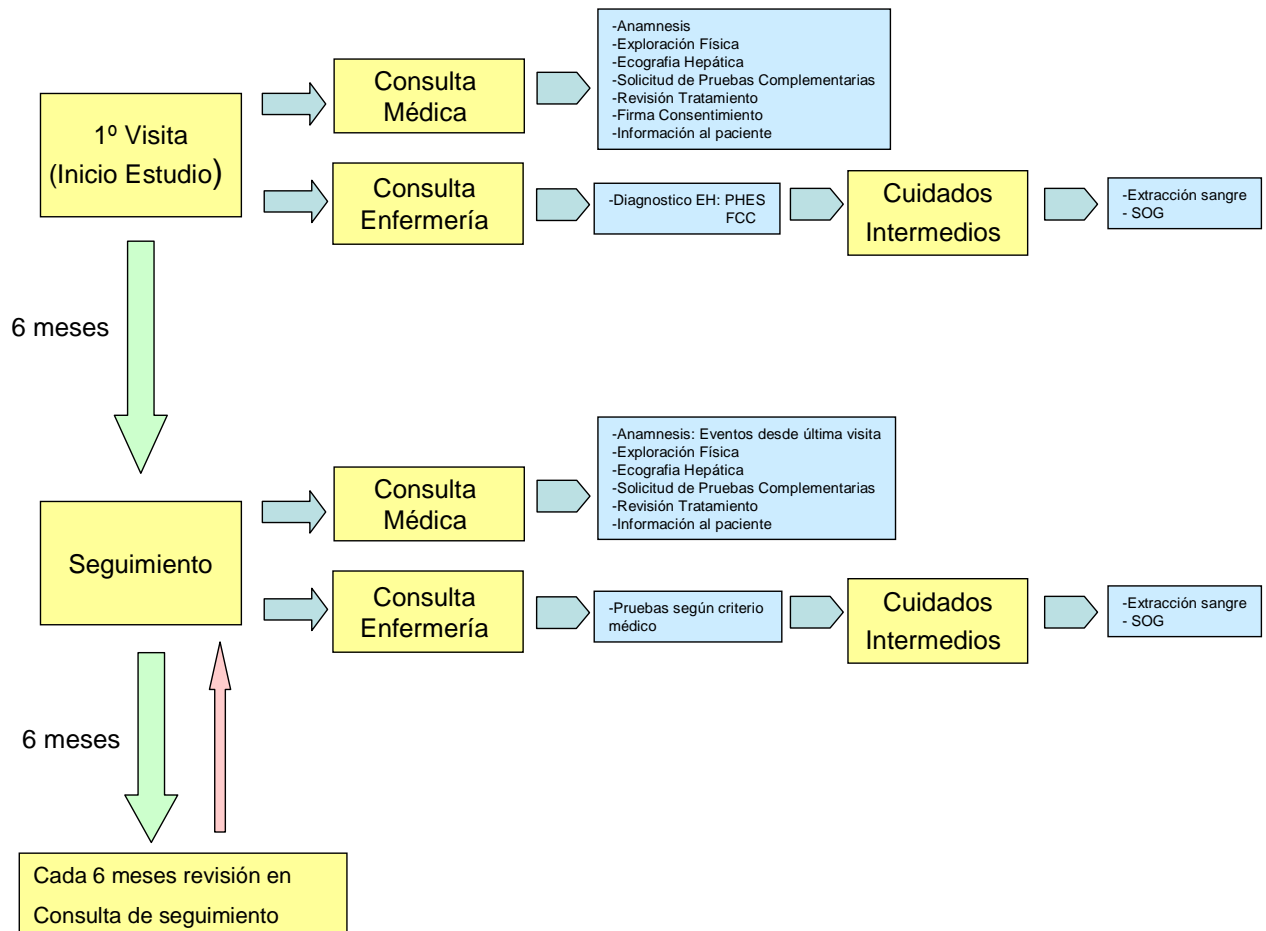 1º Visita
(Inicio Estudio)
Consulta
Médica
-Anamnesis
-Exploración Física
-Ecografia Hepática
-Solicitud de Pruebas Complementarias
-Revisión Tratamiento
-Firma Consentimiento
-Información al paciente
Consulta
Enfermería
-Diagnostico EH: PHES
FCC
Cuidados
Intermedios
-Extracción sangre
- SOG
6 meses
Seguimiento
Consulta
Médica
-Anamnesis: Eventos desde última visita
-Exploración Física
-Ecografia Hepática
-Solicitud de Pruebas Complementarias
-Revisión Tratamiento
-Información al paciente
Consulta
Enfermería
-Pruebas según criterio
médico
Cuidados
Intermedios
-Extracción sangre
- SOG
6 meses
Cada 6 meses revisión en
Consulta de seguimiento